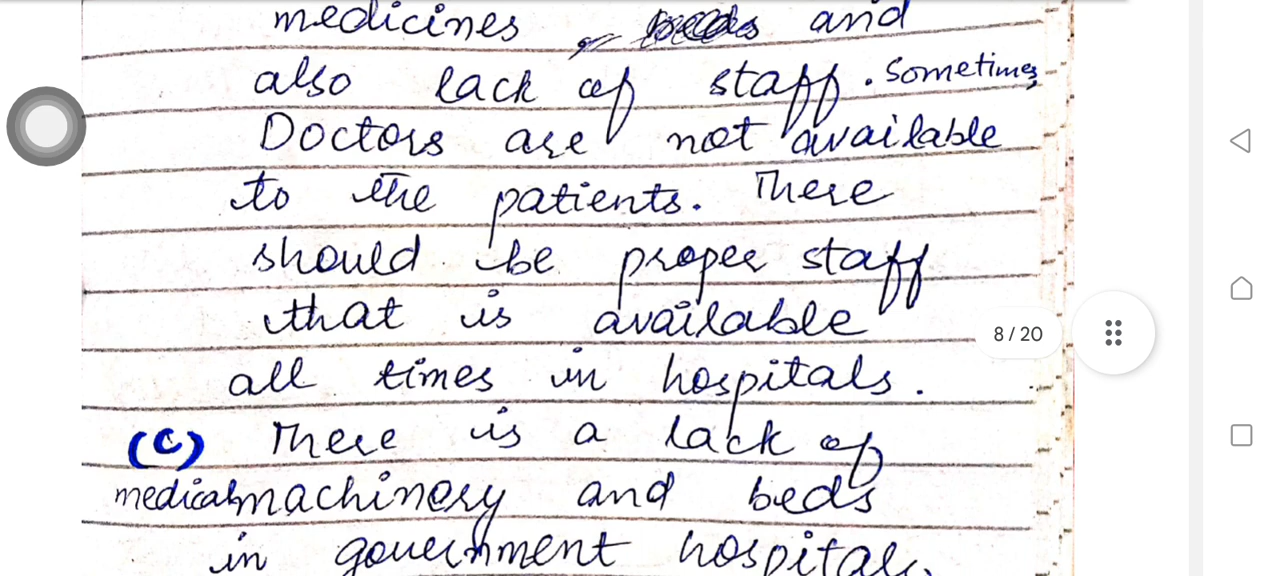 medicines and
also lack of staff. Sometimes
Doctors are not available
to the patients. There
should be proper staff
that is available
all times in hospitals.
8 / 20
(C) There is a lack of
medical machinery and beds
in government hospitals.